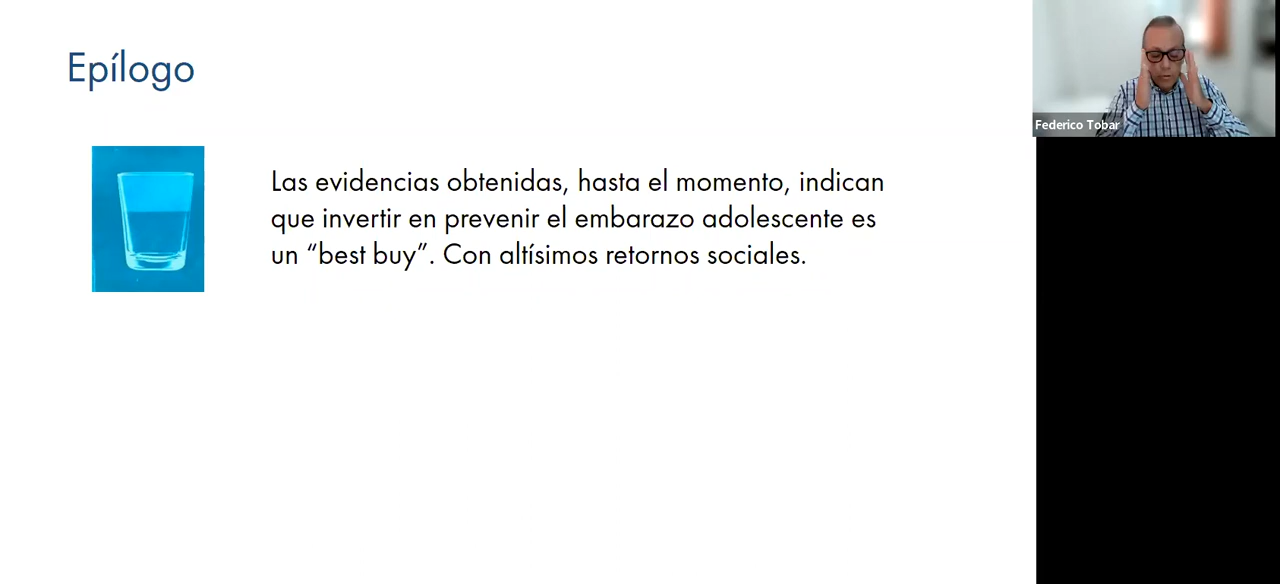 Epílogo
Las evidencias obtenidas, hasta el momento, indican
que invertir en prevenir el embarazo adolescente es
un “best buy”. Con altísimos retornos sociales.
Federico Tobar